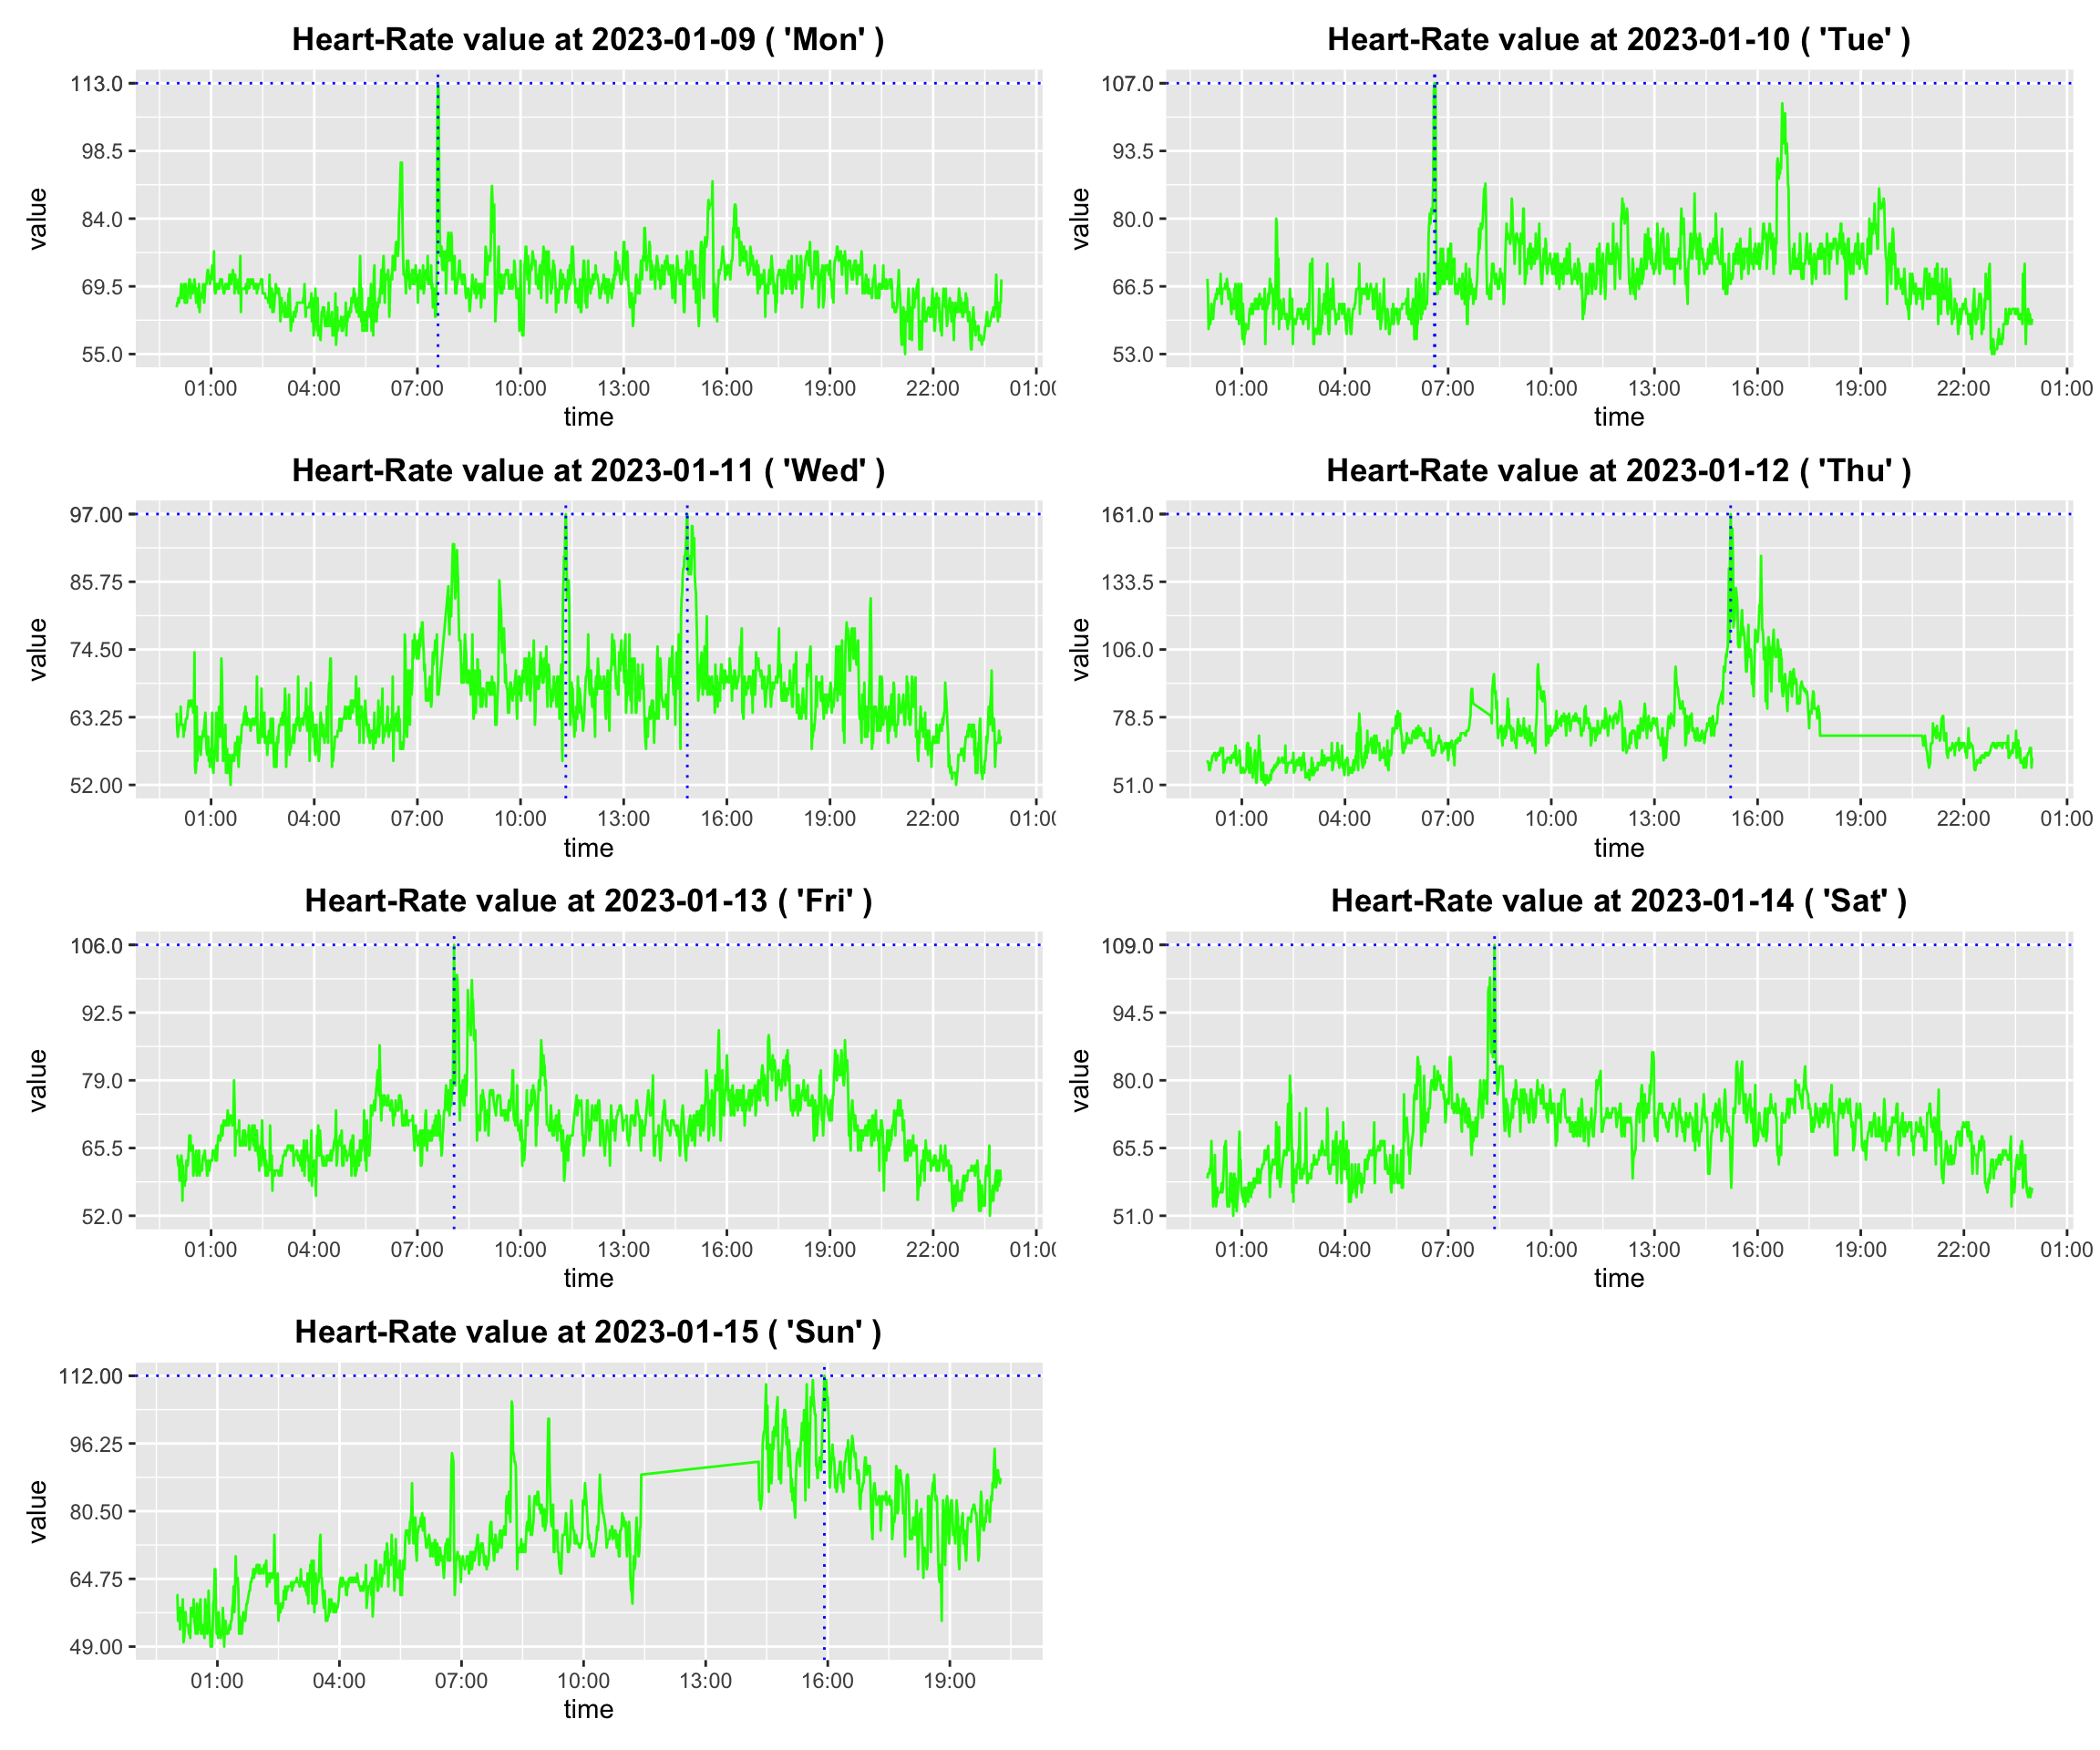 Heart-Rate value at 2023-01-09 ( 'Mon' )
113.0
98.5
84.0
69.5
55.0
value
01:00 04:00 07:00 10:00 13:00 16:00 19:00 22:00 01:00
time
Heart-Rate value at 2023-01-10 ( 'Tue' )
107.0
93.5
80.0
66.5
53.0
value
01:00 04:00 07:00 10:00 13:00 16:00 19:00 22:00 01:00
time
Heart-Rate value at 2023-01-11 ( 'Wed' )
97.00
85.75
74.50
63.25
52.00
value
01:00 04:00 07:00 10:00 13:00 16:00 19:00 22:00 01:00
time
Heart-Rate value at 2023-01-12 ( 'Thu' )
161.0
133.5
106.0
78.5
51.0
value
01:00 04:00 07:00 10:00 13:00 16:00 19:00 22:00 01:00
time
Heart-Rate value at 2023-01-13 ( 'Fri' )
106.0
92.5
79.0
65.5
52.0
value
01:00 04:00 07:00 10:00 13:00 16:00 19:00 22:00 01:00
time
Heart-Rate value at 2023-01-14 ( 'Sat' )
109.0
94.5
80.0
65.5
51.0
value
01:00 04:00 07:00 10:00 13:00 16:00 19:00 22:00 01:00
time
Heart-Rate value at 2023-01-15 ( 'Sun' )
112.00
96.25
80.50
64.75
49.00
value
01:00 04:00 07:00 10:00 13:00 16:00 19:00
time